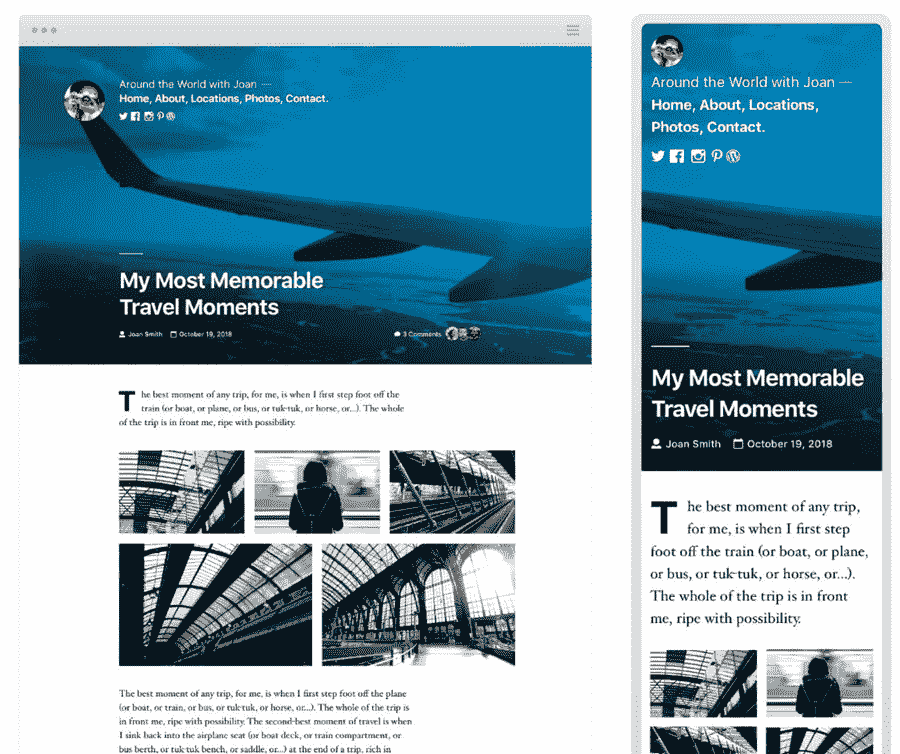 Around the World with Joan —
Home, About, Locations, Photos, Contact.
My Most Memorable
Travel Moments
Joan Smith October 19, 2018
3 Comments
The best moment of any trip, for me, is when I first step foot off the
train (or boat, or plane, or bus, or tuk-tuk, or horse, or...). The whole
of the trip is in front me, ripe with possibility.
The best moment of any trip, for me, is when I first step foot off the plane
(or boat, or train, or bus, or tuk-tuk, or horse, or...). The whole of the trip is
in front me, ripe with possibility. The second-best moment of travel is when
I sink back into the airplane seat (or boat deck, or train compartment, or
bus berth, or tuk-tuk bench, or saddle, or...) at the end of a trip, rich in
Around the World with Joan —
Home, About, Locations,
Photos, Contact.
My Most Memorable
Travel Moments
Joan Smith October 19, 2018
The best moment of any trip,
for me, is when I first step
foot off the train (or boat, or plane,
or bus, or tuk-tuk, or horse, or...).
The whole of the trip is in front
me, ripe with possibility.